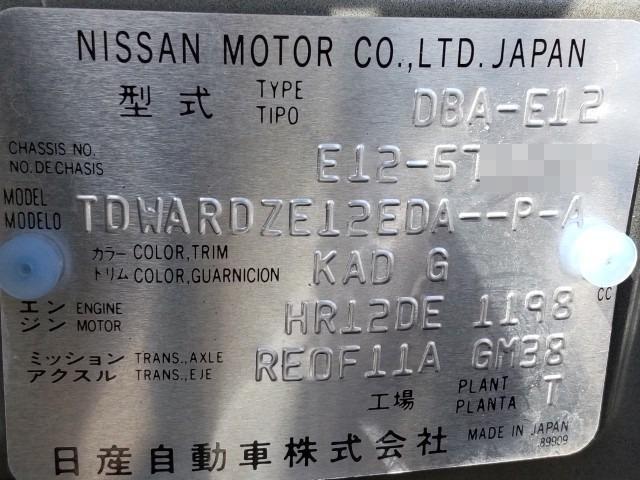 NISSAN MOTOR CO.,LTD. JAPAN
型式 TYPE TIPO DBA-E12
CHASSIS NO. NO.DE CHASIS E12-57
MODEL MODELO TDWARDZE12EDA--P-A
カラー COLOR,TRIM
トリム COLOR,GUARNICION KAD G
エンジン ENGINE MOTOR HR12DE 1198 CC
ミッション TRANS.,AXLE
アクスル TRANS.,EJE RE0F11A GM38
工場 PLANT PLANTA T
日産自動車株式会社 MADE IN JAPAN
89909